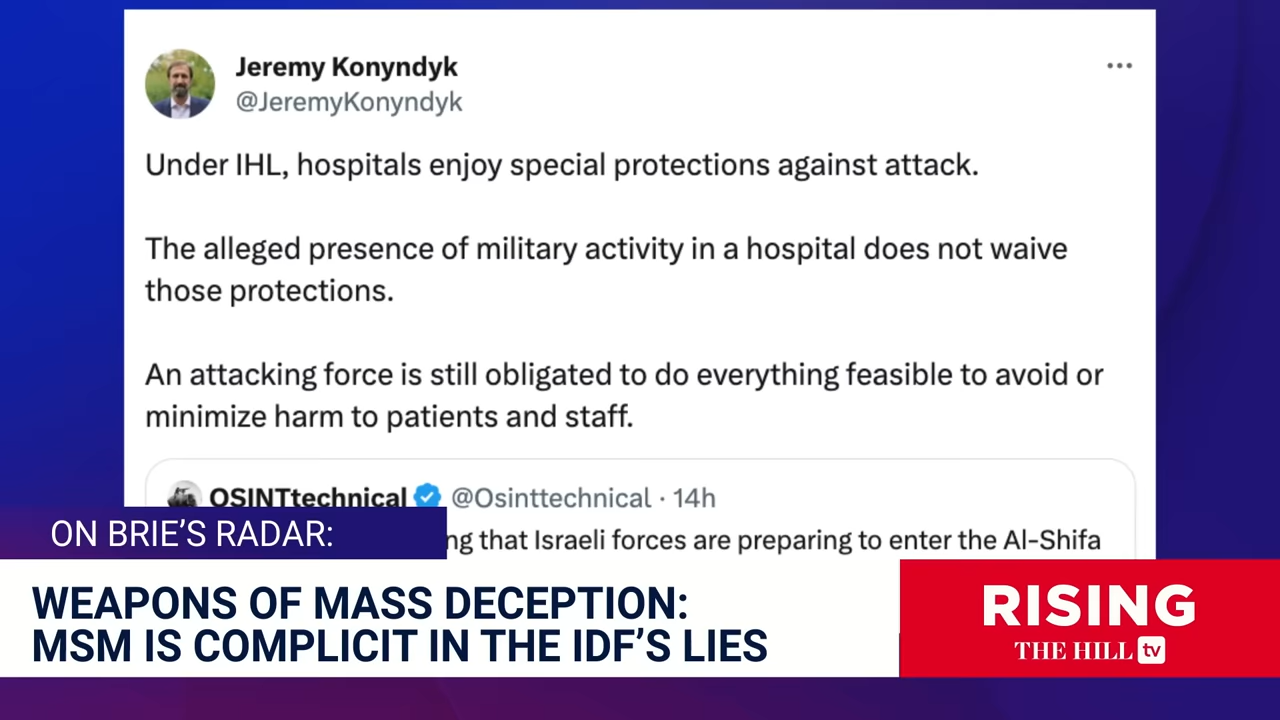 Jeremy Konyndyk
@JeremyKonyndyk
Under IHL, hospitals enjoy special protections against attack.
The alleged presence of military activity in a hospital does not waive
those protections.
An attacking force is still obligated to do everything feasible to avoid or
minimize harm to patients and staff.
OSINTtechnical @Osinttechnical · 14h
ng that Israeli forces are preparing to enter the Al-Shifa
ON BRIE'S RADAR:
WEAPONS OF MASS DECEPTION:
MSM IS COMPLICIT IN THE IDF'S LIES
RISING
THE HILL tv